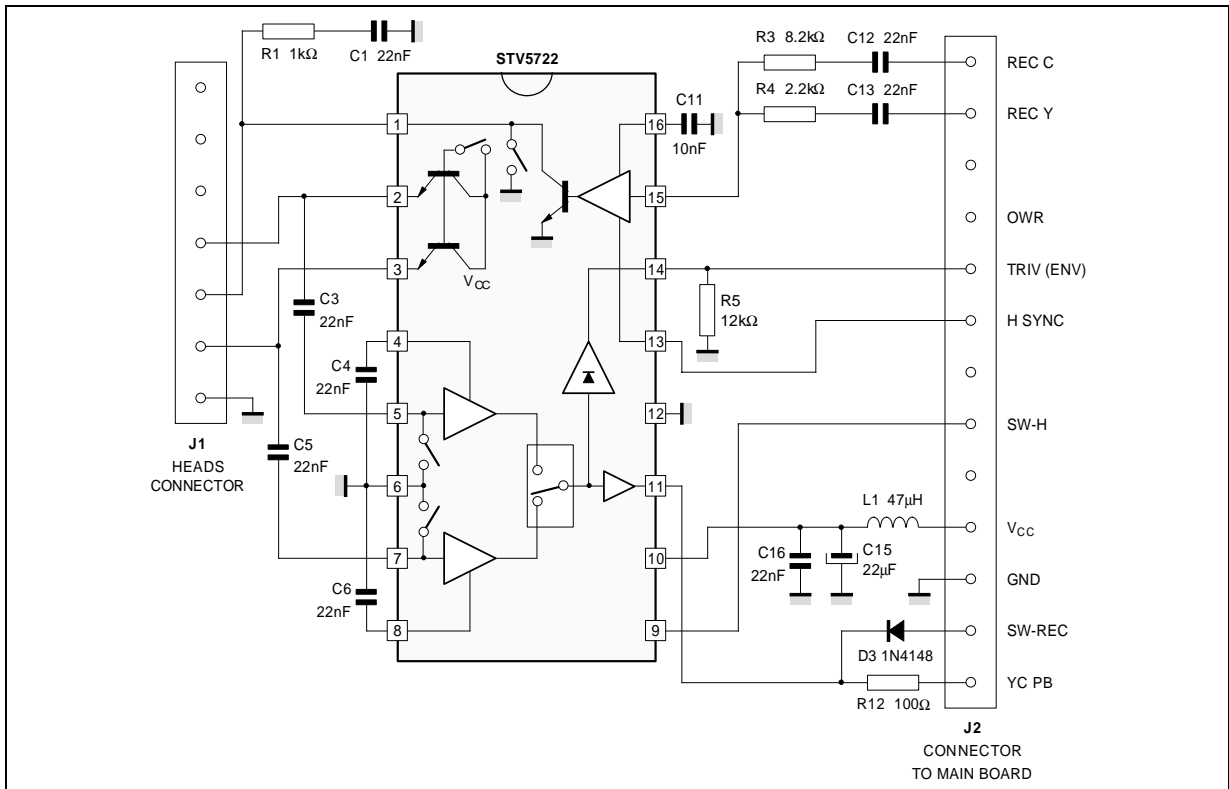 R1 1kΩ
C1 22nF
STV5722
R3 8.2kΩ
C12 22nF
REC C
R4 2.2kΩ
C13 22nF
REC Y
C11
10nF
1
16
2
15
OWR
3
14
TRIV (ENV)
VCC
C3
22nF
R5
12kΩ
H SYNC
4
13
C4
22nF
5
12
SW-H
J1
HEADS
CONNECTOR
C5
22nF
6
11
L1 47µH
VCC
7
10
C16
22nF
C15
22µF
GND
C6
22nF
8
9
SW-REC
D3 1N4148
YC PB
R12 100Ω
J2
CONNECTOR
TO MAIN BOARD